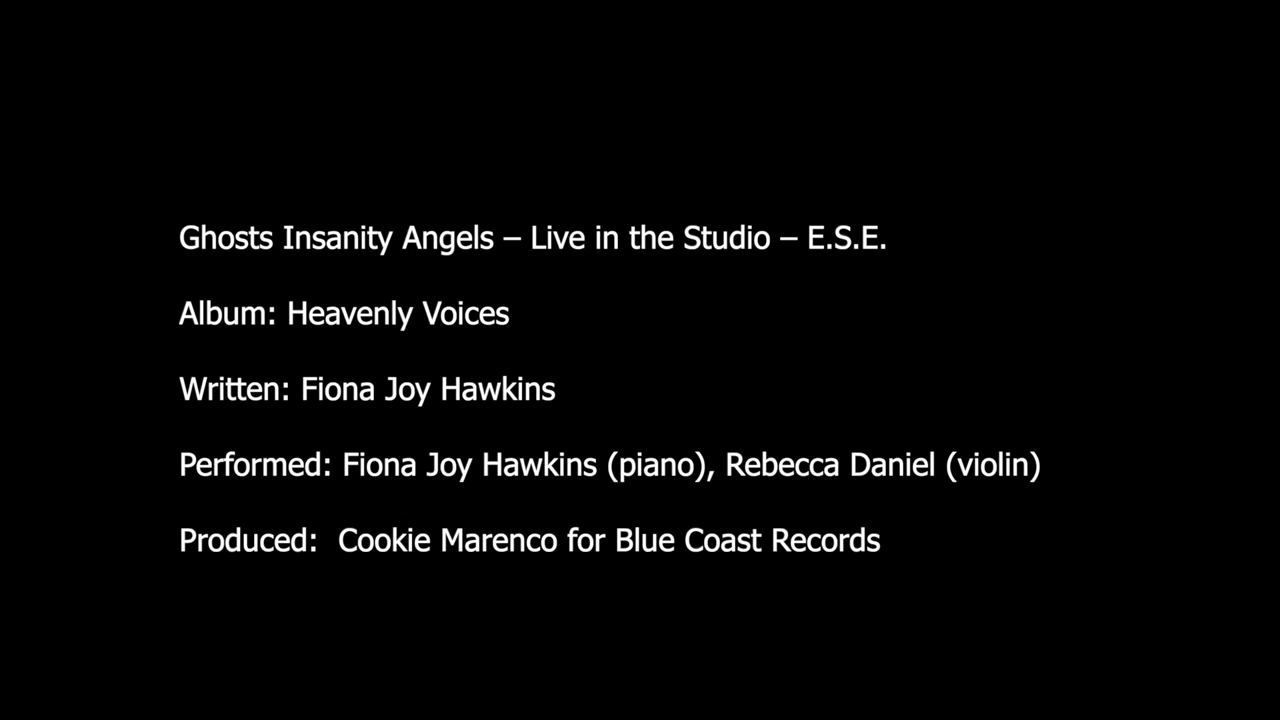 Ghosts Insanity Angels – Live in the Studio – E.S.E.
Album: Heavenly Voices
Written: Fiona Joy Hawkins
Performed: Fiona Joy Hawkins (piano), Rebecca Daniel (violin)
Produced:  Cookie Marenco for Blue Coast Records